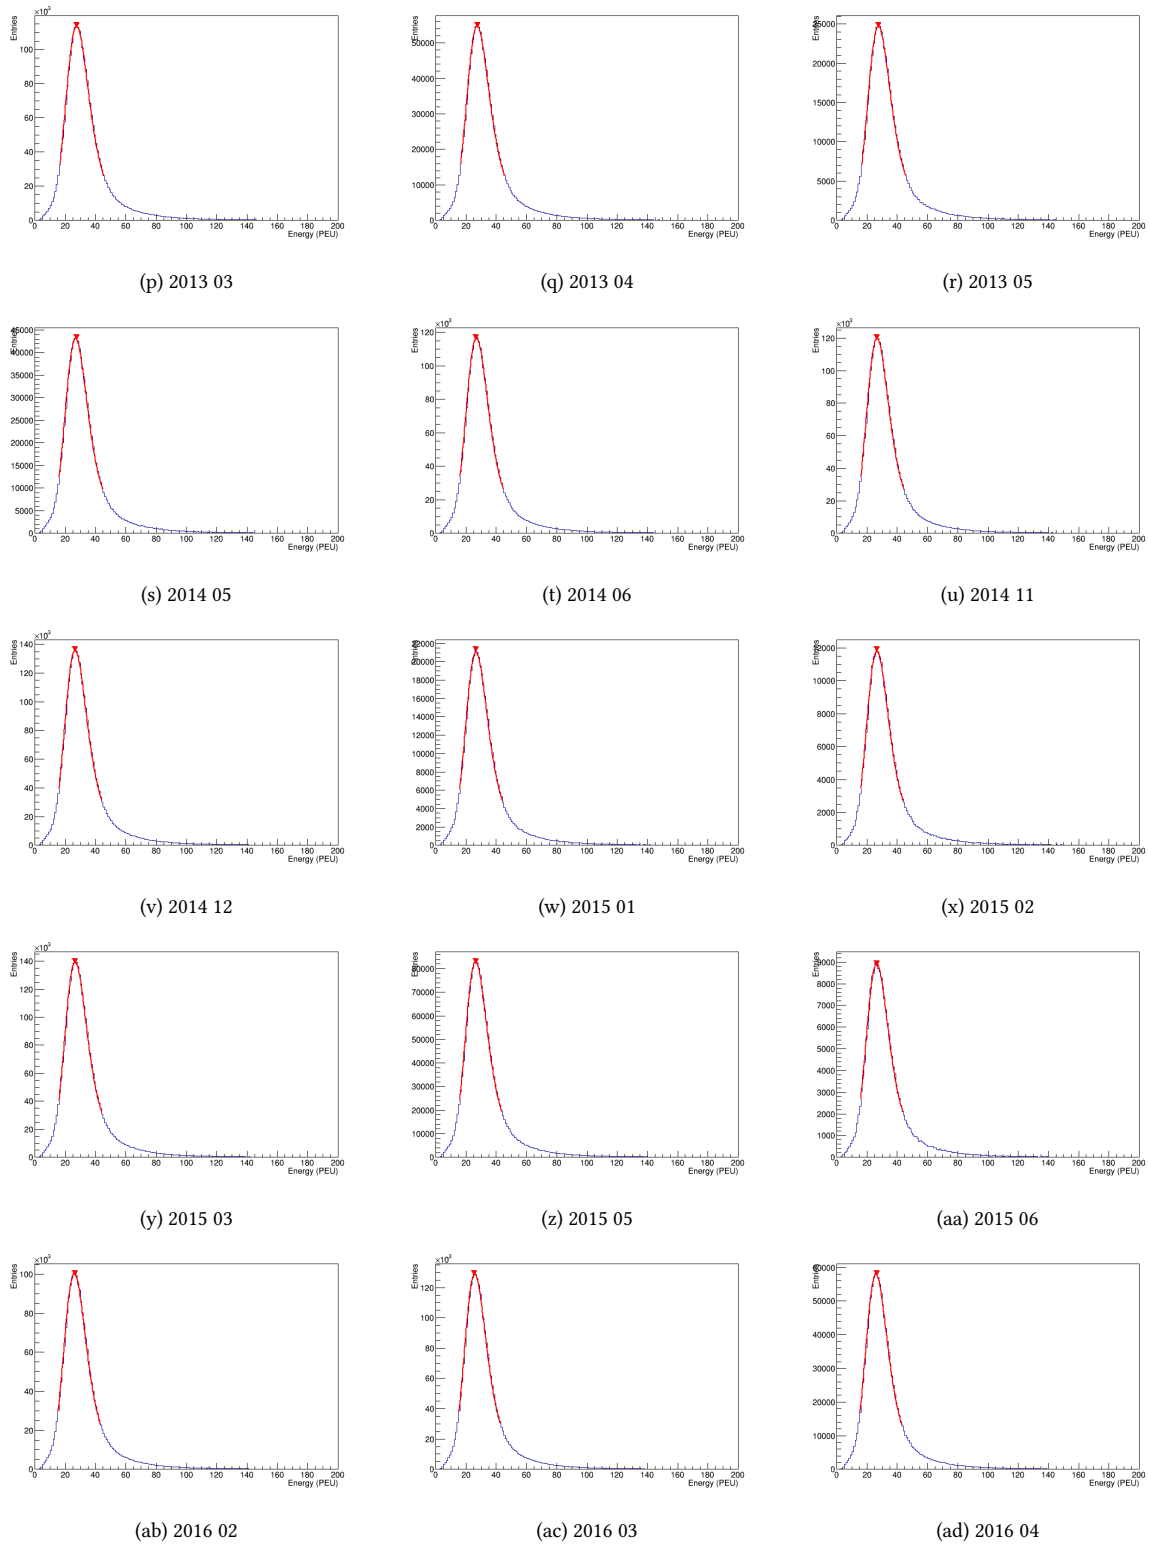 ×10³ ×10³
Entries Entries Entries
100 80 60 40 20 0
50000 40000 30000 20000 10000 0
25000 20000 15000 10000 5000 0
0 20 40 60 80 100 120 140 160 180 200 0 20 40 60 80 100 120 140 160 180 200 0 20 40 60 80 100 120 140 160 180 200
Energy (PEU) Energy (PEU) Energy (PEU)
(p) 2013 03 (q) 2013 04 (r) 2013 05
×10³ ×10³
Entries Entries Entries
45000 40000 35000 30000 25000 20000 15000 10000 5000 0
120 100 80 60 40 20 0
120 100 80 60 40 20 0
0 20 40 60 80 100 120 140 160 180 200 0 20 40 60 80 100 120 140 160 180 200 0 20 40 60 80 100 120 140 160 180 200
Energy (PEU) Energy (PEU) Energy (PEU)
(s) 2014 05 (t) 2014 06 (u) 2014 11
×10³
Entries Entries Entries
140 120 100 80 60 40 20 0
22000 20000 18000 16000 14000 12000 10000 8000 6000 4000 2000 0
12000 10000 8000 6000 4000 2000 0
0 20 40 60 80 100 120 140 160 180 200 0 20 40 60 80 100 120 140 160 180 200 0 20 40 60 80 100 120 140 160 180 200
Energy (PEU) Energy (PEU) Energy (PEU)
(v) 2014 12 (w) 2015 01 (x) 2015 02
×10³
Entries Entries Entries
140 120 100 80 60 40 20 0
80000 70000 60000 50000 40000 30000 20000 10000 0
9000 8000 7000 6000 5000 4000 3000 2000 1000 0
0 20 40 60 80 100 120 140 160 180 200 0 20 40 60 80 100 120 140 160 180 200 0 20 40 60 80 100 120 140 160 180 200
Energy (PEU) Energy (PEU) Energy (PEU)
(y) 2015 03 (z) 2015 05 (aa) 2015 06
×10³ ×10³
Entries Entries Entries
100 80 60 40 20 0
120 100 80 60 40 20 0
60000 50000 40000 30000 20000 10000 0
0 20 40 60 80 100 120 140 160 180 200 0 20 40 60 80 100 120 140 160 180 200 0 20 40 60 80 100 120 140 160 180 200
Energy (PEU) Energy (PEU) Energy (PEU)
(ab) 2016 02 (ac) 2016 03 (ad) 2016 04